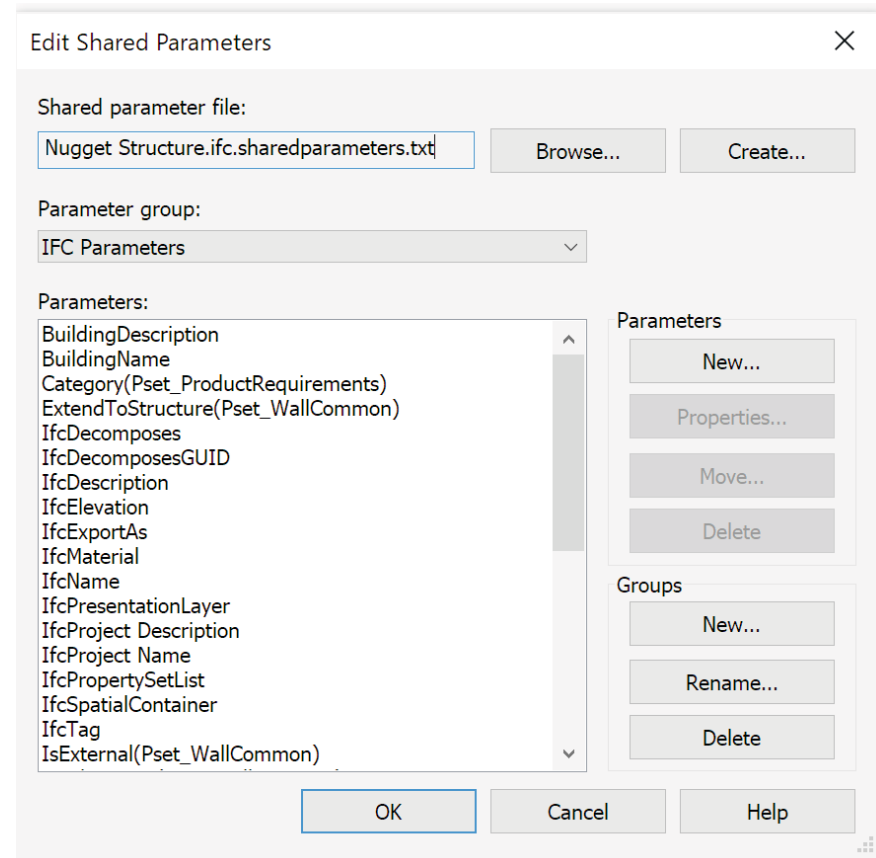 Edit Shared Parameters
Shared parameter file:
Nugget Structure.ifc.sharedparameters.txt
Browse...
Create...
Parameter group:
IFC Parameters
Parameters:
BuildingDescription
BuildingName
Category(Pset_ProductRequirements)
ExtendToStructure(Pset_WallCommon)
IfcDecomposes
IfcDecomposesGUID
IfcDescription
IfcElevation
IfcExportAs
IfcMaterial
IfcName
IfcPresentationLayer
IfcProject Description
IfcProject Name
IfcPropertySetList
IfcSpatialContainer
IfcTag
IsExternal(Pset_WallCommon)
Parameters
New...
Properties...
Move...
Delete
Groups
New...
Rename...
Delete
OK
Cancel
Help